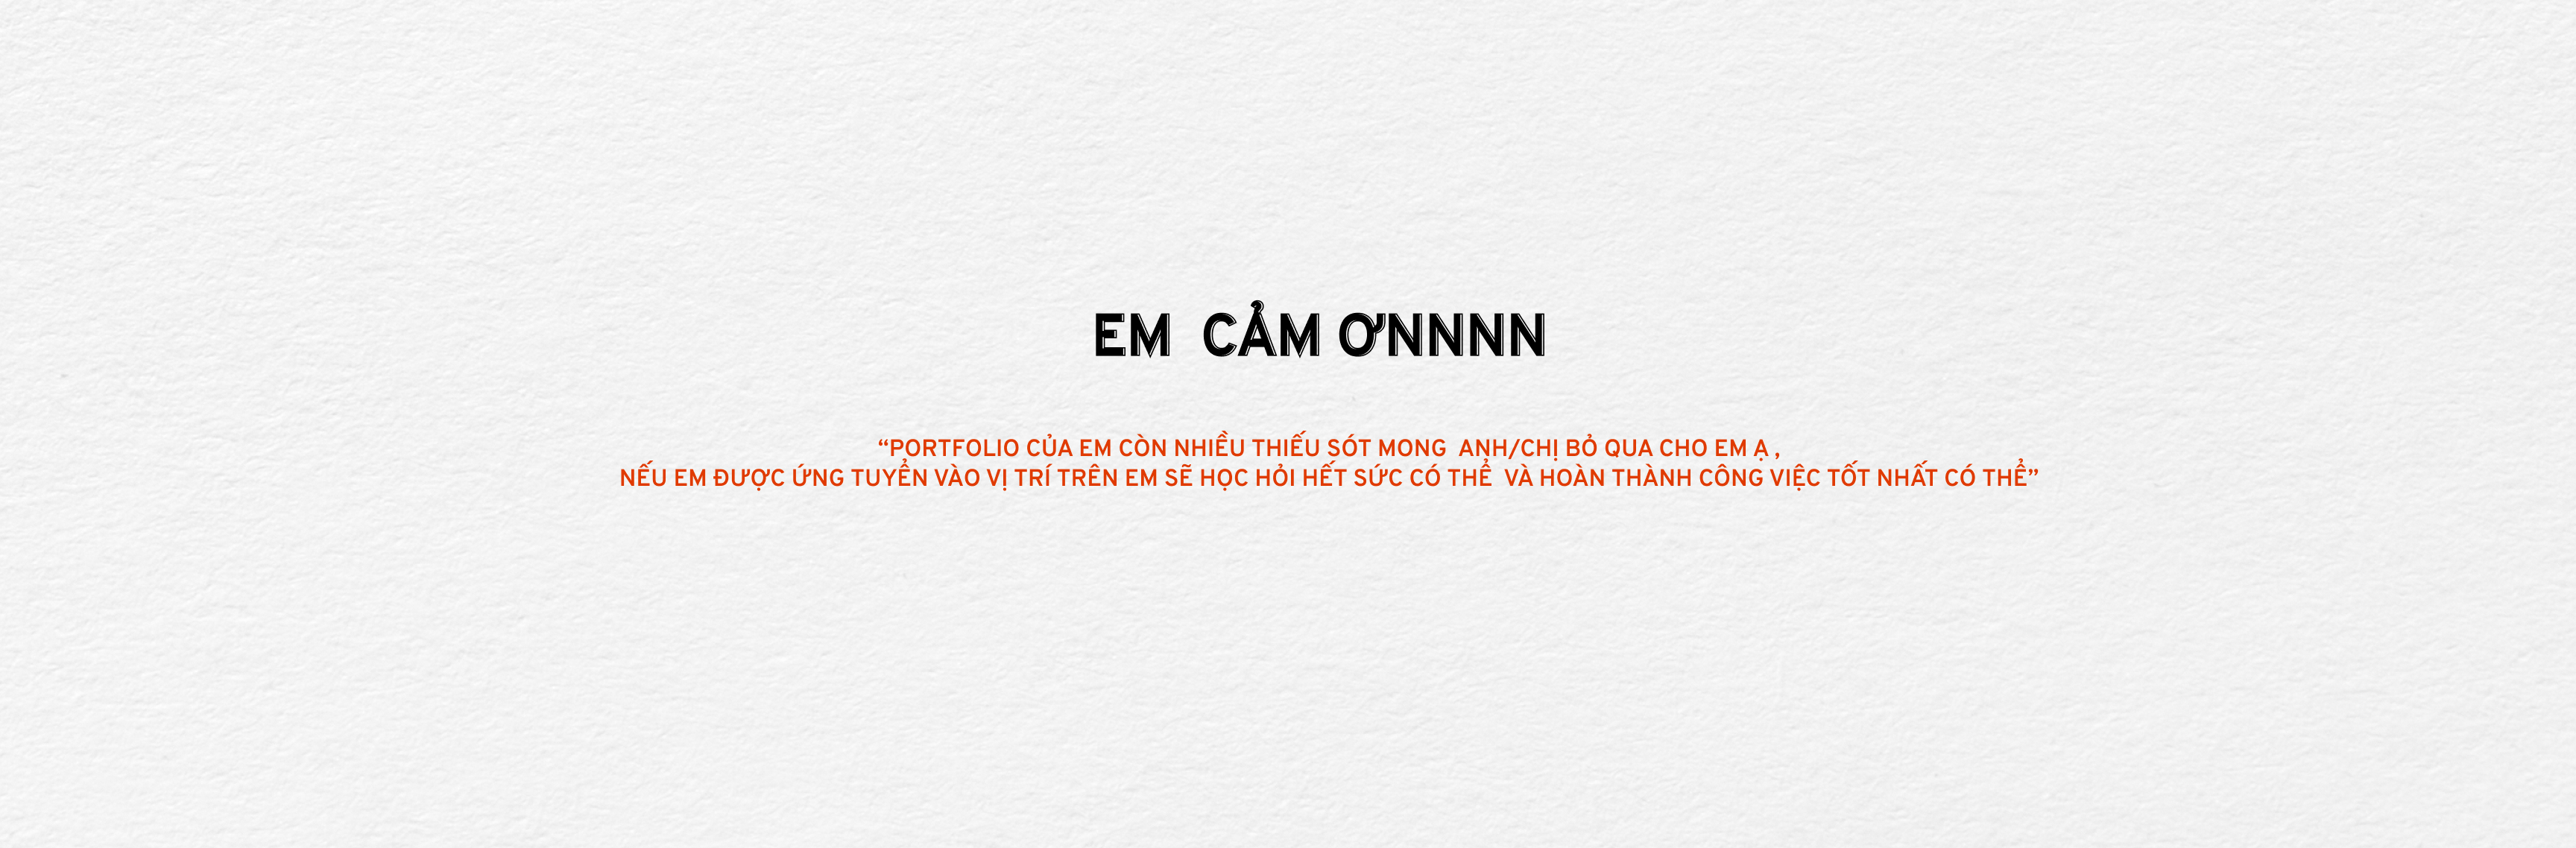 EM  CẢM ƠNNNN
“PORTFOLIO CỦA EM CÒN NHIỀU THIẾU SÓT MONG  ANH/CHỊ BỎ QUA CHO EM Ạ ,
NẾU EM ĐƯỢC ỨNG TUYỂN VÀO VỊ TRÍ TRÊN EM SẼ HỌC HỎI HẾT SỨC CÓ THỂ  VÀ HOÀN THÀNH CÔNG VIỆC TỐT NHẤT CÓ THỂ”